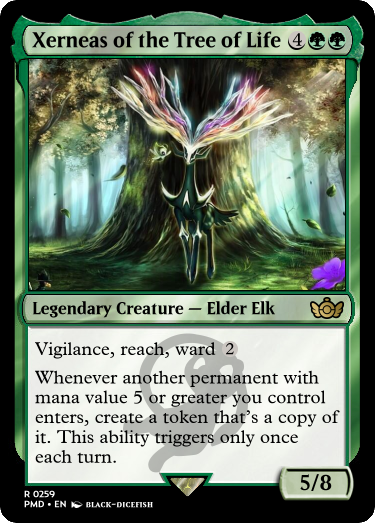 Xerneas of the Tree of Life 4
Legendary Creature — Elder Elk
Vigilance, reach, ward 2
Whenever another permanent with
mana value 5 or greater you control
enters, create a token that's a copy of
it. This ability triggers only once
each turn.
5/8
R 0259
PMD • EN BLACK-DICEFISH